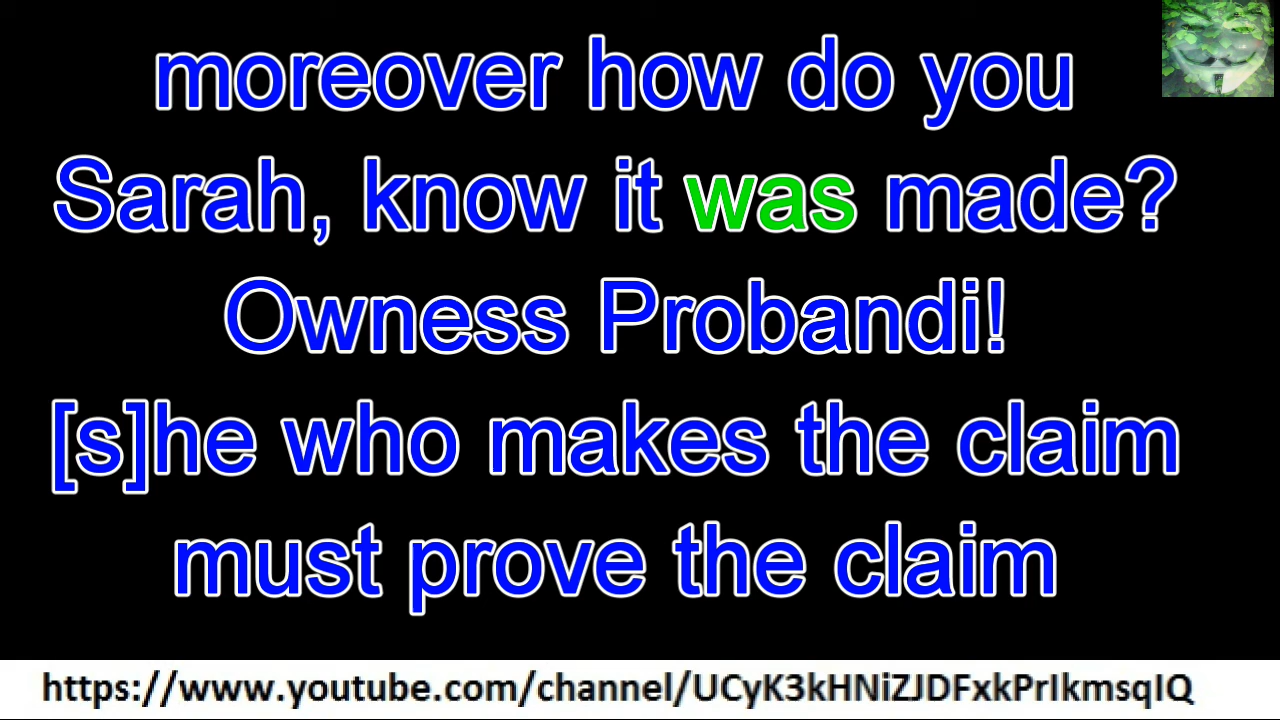 moreover how do you
Sarah, know it was made?
Owness Probandi!
[s]he who makes the claim
must prove the claim
https://www.youtube.com/channel/UCyK3kHNiZJDFxkPrIkmsqIQ